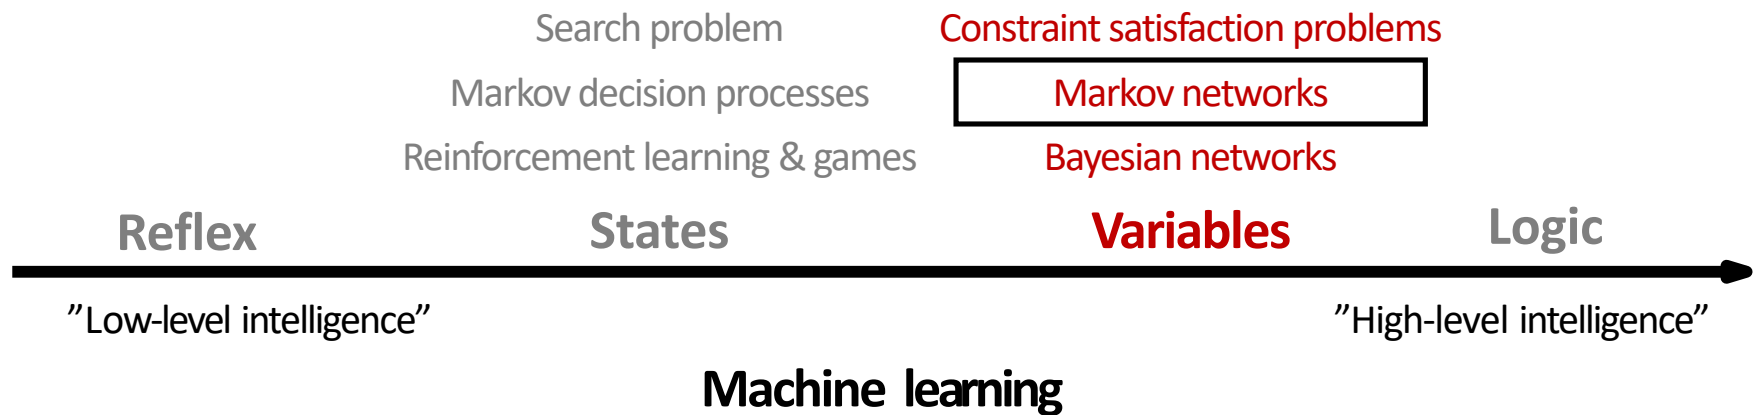 Search problem Constraint satisfaction problems
Markov decision processes Markov networks
Reinforcement learning & games Bayesian networks
Reflex States Variables Logic
”Low-level intelligence” ”High-level intelligence”
Machine learning